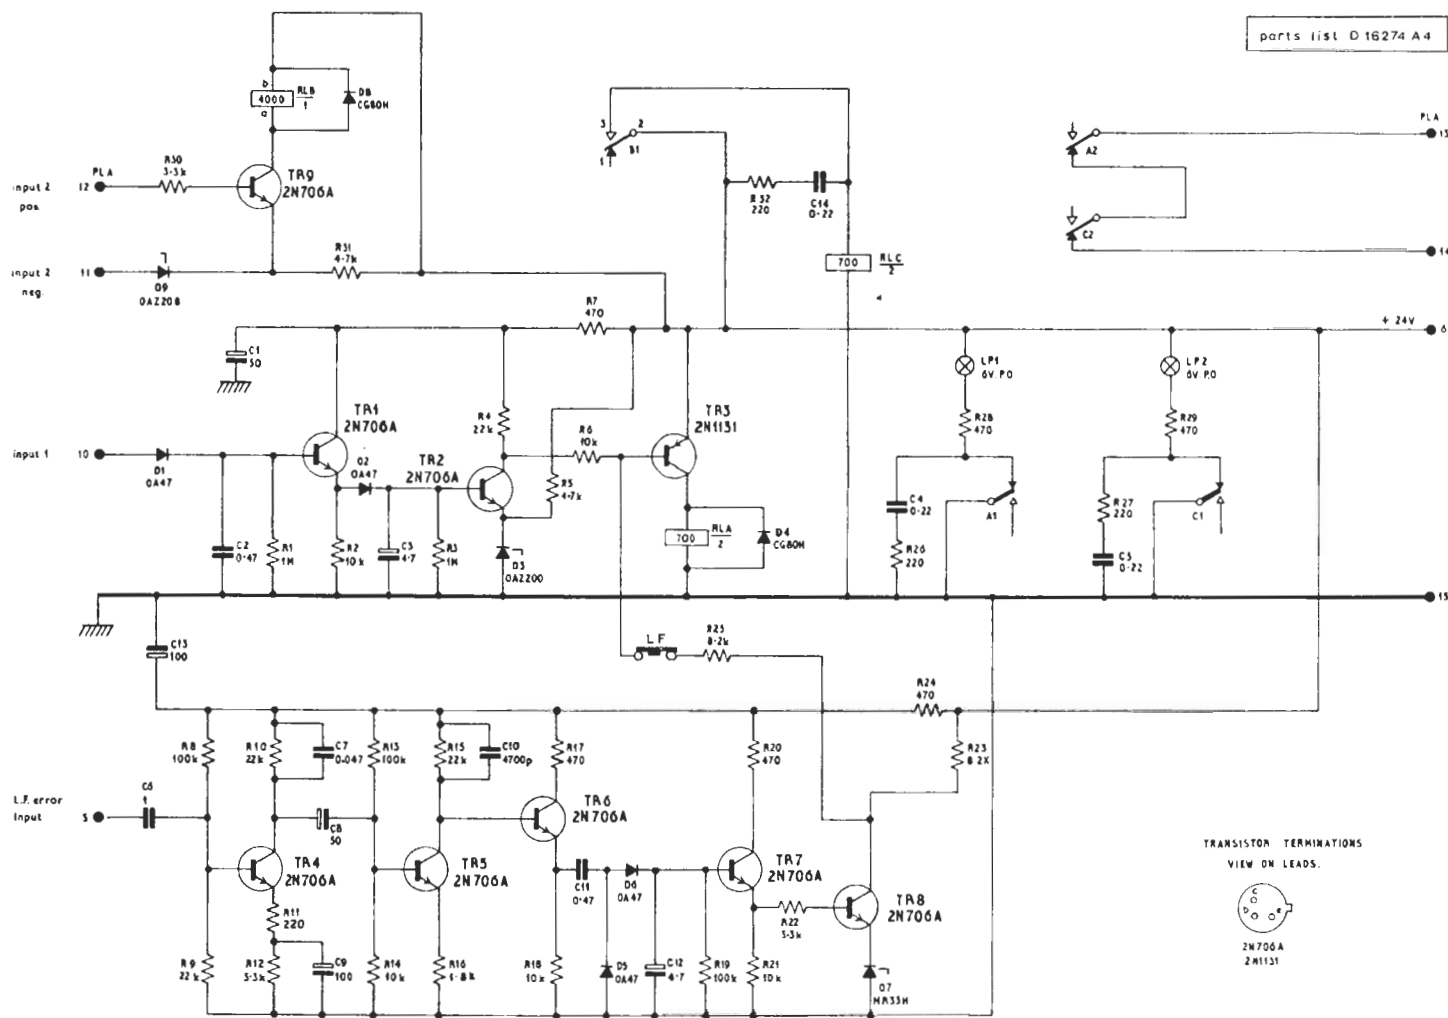 parts list D 16274 A4
b
4000
a
RLB
1
D8
CG80H
TR9
2N706A
R30
3·3k
PLA
input 2
pos.
12
input 2
neg.
11
D9
OAZ208
R31
4·7k
3
2
1
B1
R32
220
C14
0·22
700
RLC
2
A2
PLA
13
C2
14
+ 24V
6
R7
470
C1
50
TR1
2N706A
R4
22k
R6
10k
TR3
2N1131
LP1
6V. P.O
R28
470
LP2
6V. P.O
R29
470
input 1
10
D1
OA47
D2
OA47
TR2
2N706A
R5
4·7k
C2
0·47
R1
1M
R2
10k
C3
4·7
R3
1M
D3
OAZ200
700
RLA
2
D4
CG80H
C4
0·22
R26
220
A1
R27
220
C5
0·22
C1
15
C13
100
LF
R25
8·2k
R24
470
R8
100k
R10
22k
C7
0·047
R13
100k
R15
22k
C10
4700p
R17
470
R20
470
R23
8·2K
L.F. error
Input
5
C6
1
C8
50
TR4
2N706A
TR5
2N706A
TR6
2N706A
TR7
2N706A
TR8
2N706A
C11
0·47
D6
OA47
R22
3·3k
R11
220
R9
22k
R12
3·3k
C9
100
R14
10k
R16
1·8k
R18
10k
D5
OA47
C12
4·7
R19
100k
R21
10k
D7
HR33H
TRANSISTOR TERMINATIONS
VIEW ON LEADS.
C
e
2N706A
2N1131